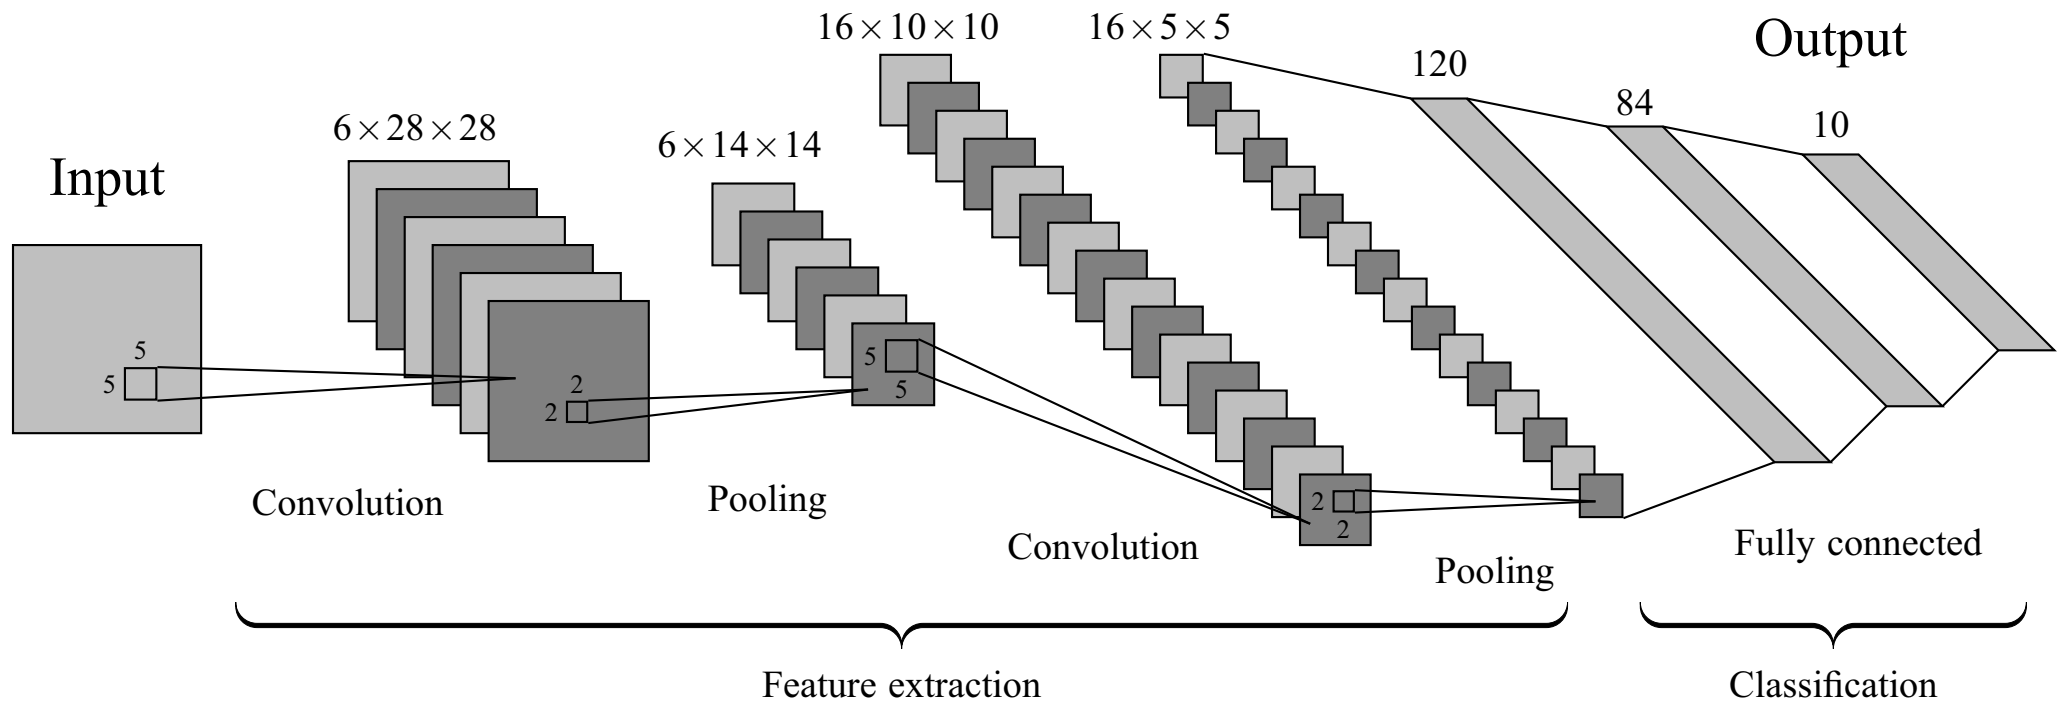 Input
6×28×28
6×14×14
16×10×10
16×5×5
120
84
10
Output
5
5
2
2
5
5
2
2
Convolution
Pooling
Convolution
Pooling
Fully connected
Feature extraction
Classification